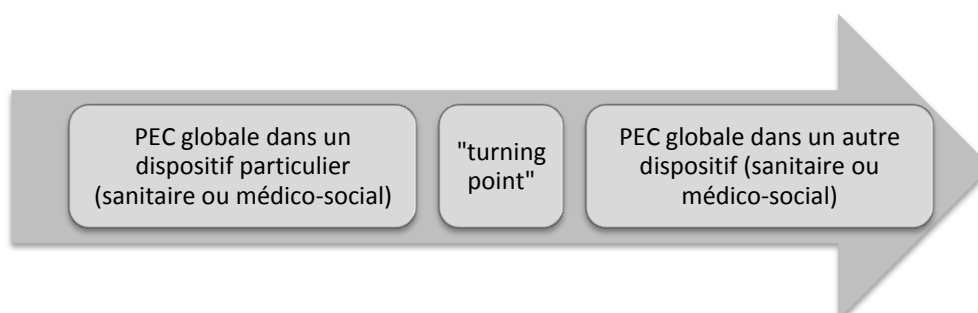 PEC globale dans un
dispositif particulier
(sanitaire ou médico-social)
"turning
point"
PEC globale dans un autre
dispositif (sanitaire ou
médico-social)